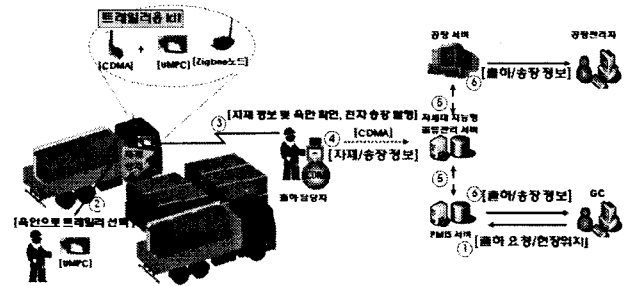 트레일러용 kit
[CDMA] + [UMPC] [Zigbee노드]
② [육안으로 트레일러 선택]
[UMPC]
③ [자재 정보 및 육안 확인, 전자 송장 발행]
출하 담당자
④ [CDMA]
[자재/송장 정보]
공장 서버
공장관리자
⑥ [출하/송장 정보]
⑤
차세대 지능형
물류관리 서버
⑤
⑥ [출하/송장 정보]
GC
PMIS 서버
① [출하 요청/현장위치]